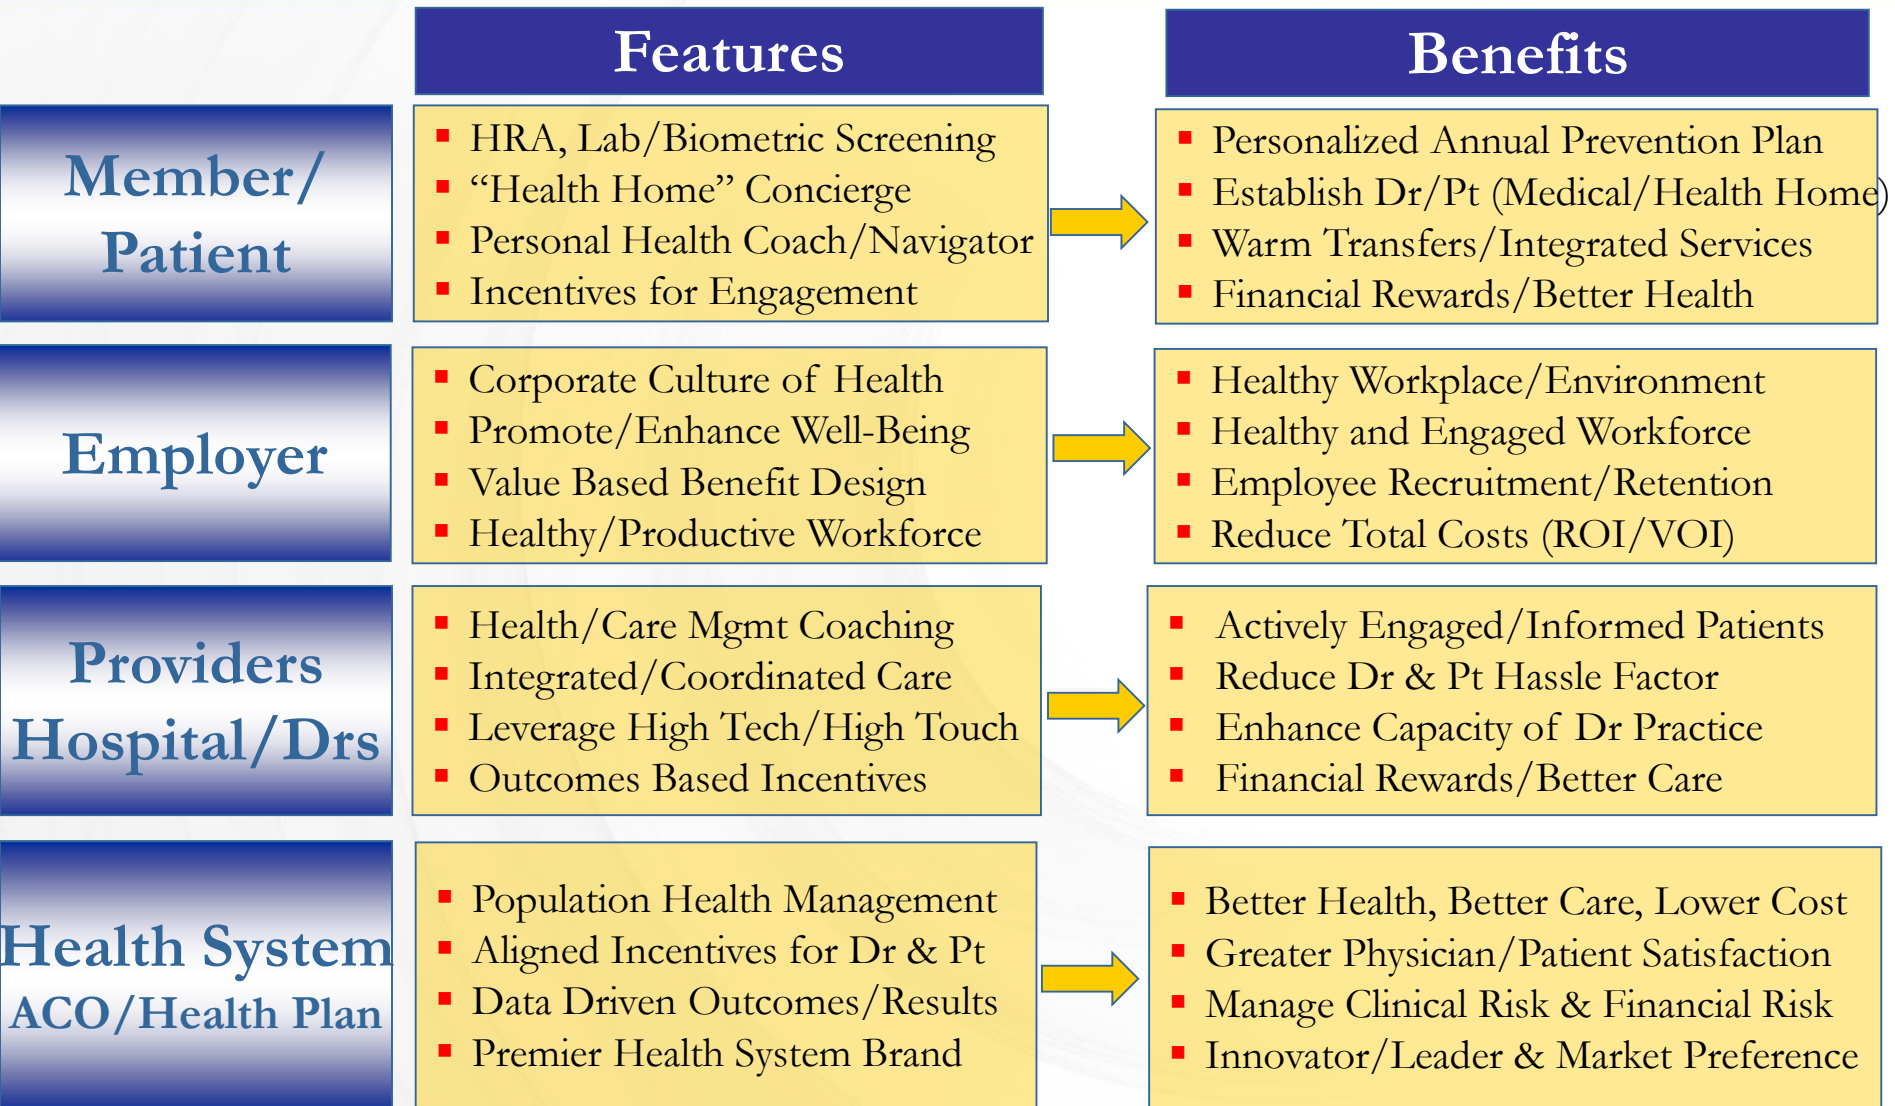 Features
Benefits
Member/
Patient
▪ HRA, Lab/Biometric Screening
▪ “Health Home” Concierge
▪ Personal Health Coach/Navigator
▪ Incentives for Engagement
▪ Personalized Annual Prevention Plan
▪ Establish Dr/Pt (Medical/Health Home)
▪ Warm Transfers/Integrated Services
▪ Financial Rewards/Better Health
Employer
▪ Corporate Culture of Health
▪ Promote/Enhance Well-Being
▪ Value Based Benefit Design
▪ Healthy/Productive Workforce
▪ Healthy Workplace/Environment
▪ Healthy and Engaged Workforce
▪ Employee Recruitment/Retention
▪ Reduce Total Costs (ROI/VOI)
Providers
Hospital/Drs
▪ Health/Care Mgmt Coaching
▪ Integrated/Coordinated Care
▪ Leverage High Tech/High Touch
▪ Outcomes Based Incentives
▪ Actively Engaged/Informed Patients
▪ Reduce Dr & Pt Hassle Factor
▪ Enhance Capacity of Dr Practice
▪ Financial Rewards/Better Care
Health System
ACO/Health Plan
▪ Population Health Management
▪ Aligned Incentives for Dr & Pt
▪ Data Driven Outcomes/Results
▪ Premier Health System Brand
▪ Better Health, Better Care, Lower Cost
▪ Greater Physician/Patient Satisfaction
▪ Manage Clinical Risk & Financial Risk
▪ Innovator/Leader & Market Preference